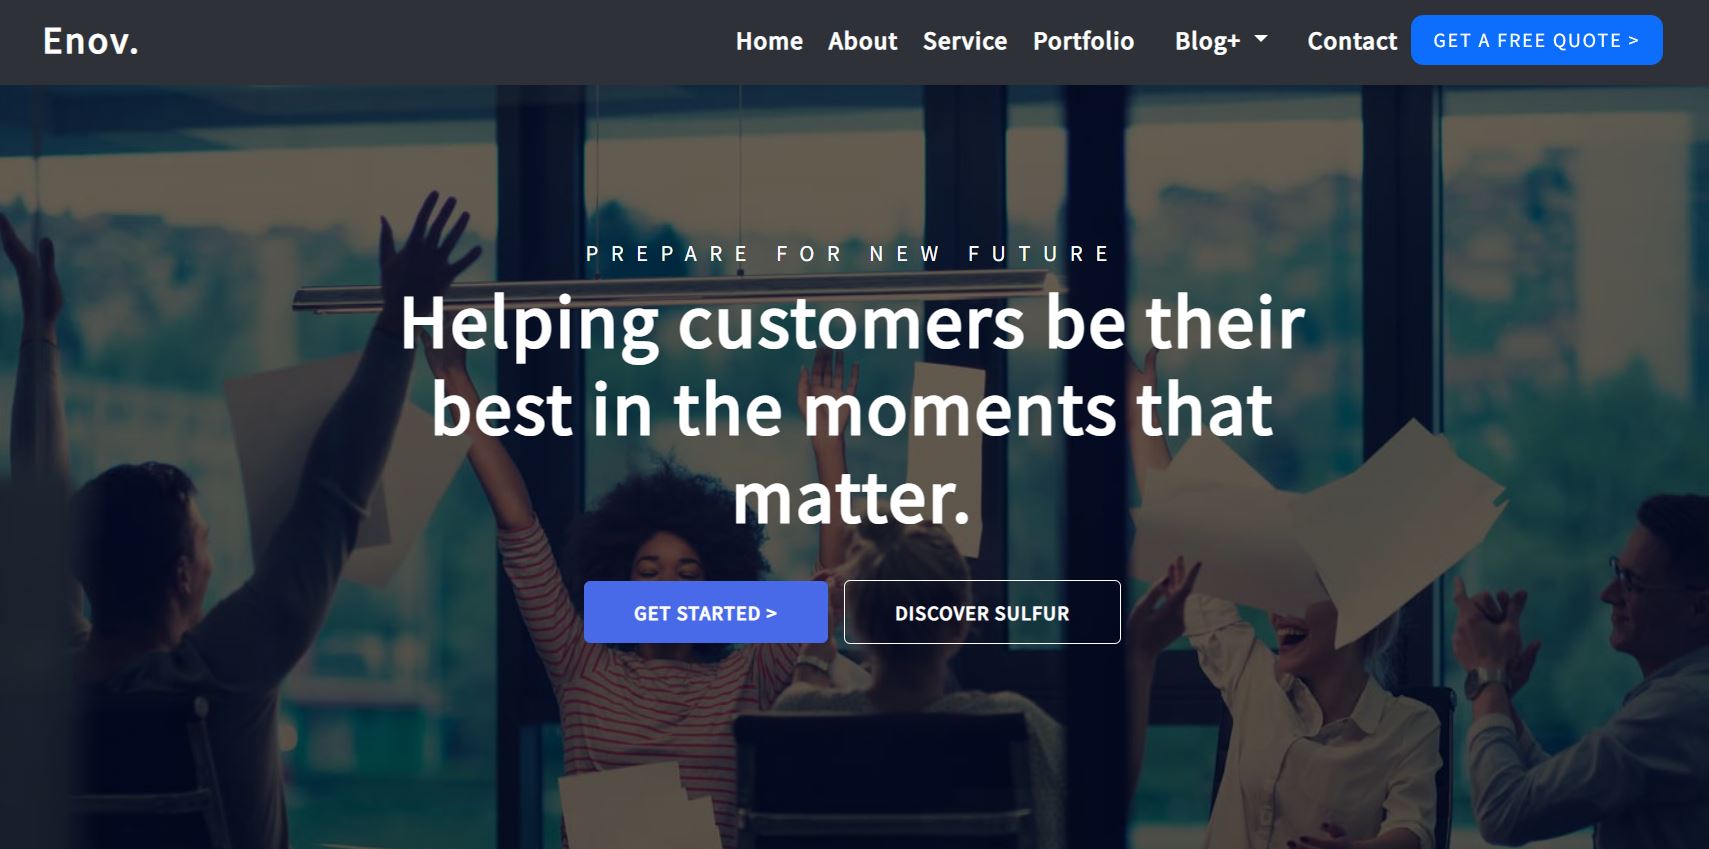 Enov.
Home About Service Portfolio Blog+ Contact GET A FREE QUOTE >
PREPARE FOR NEW FUTURE
Helping customers be their
best in the moments that
matter.
GET STARTED > DISCOVER SULFUR